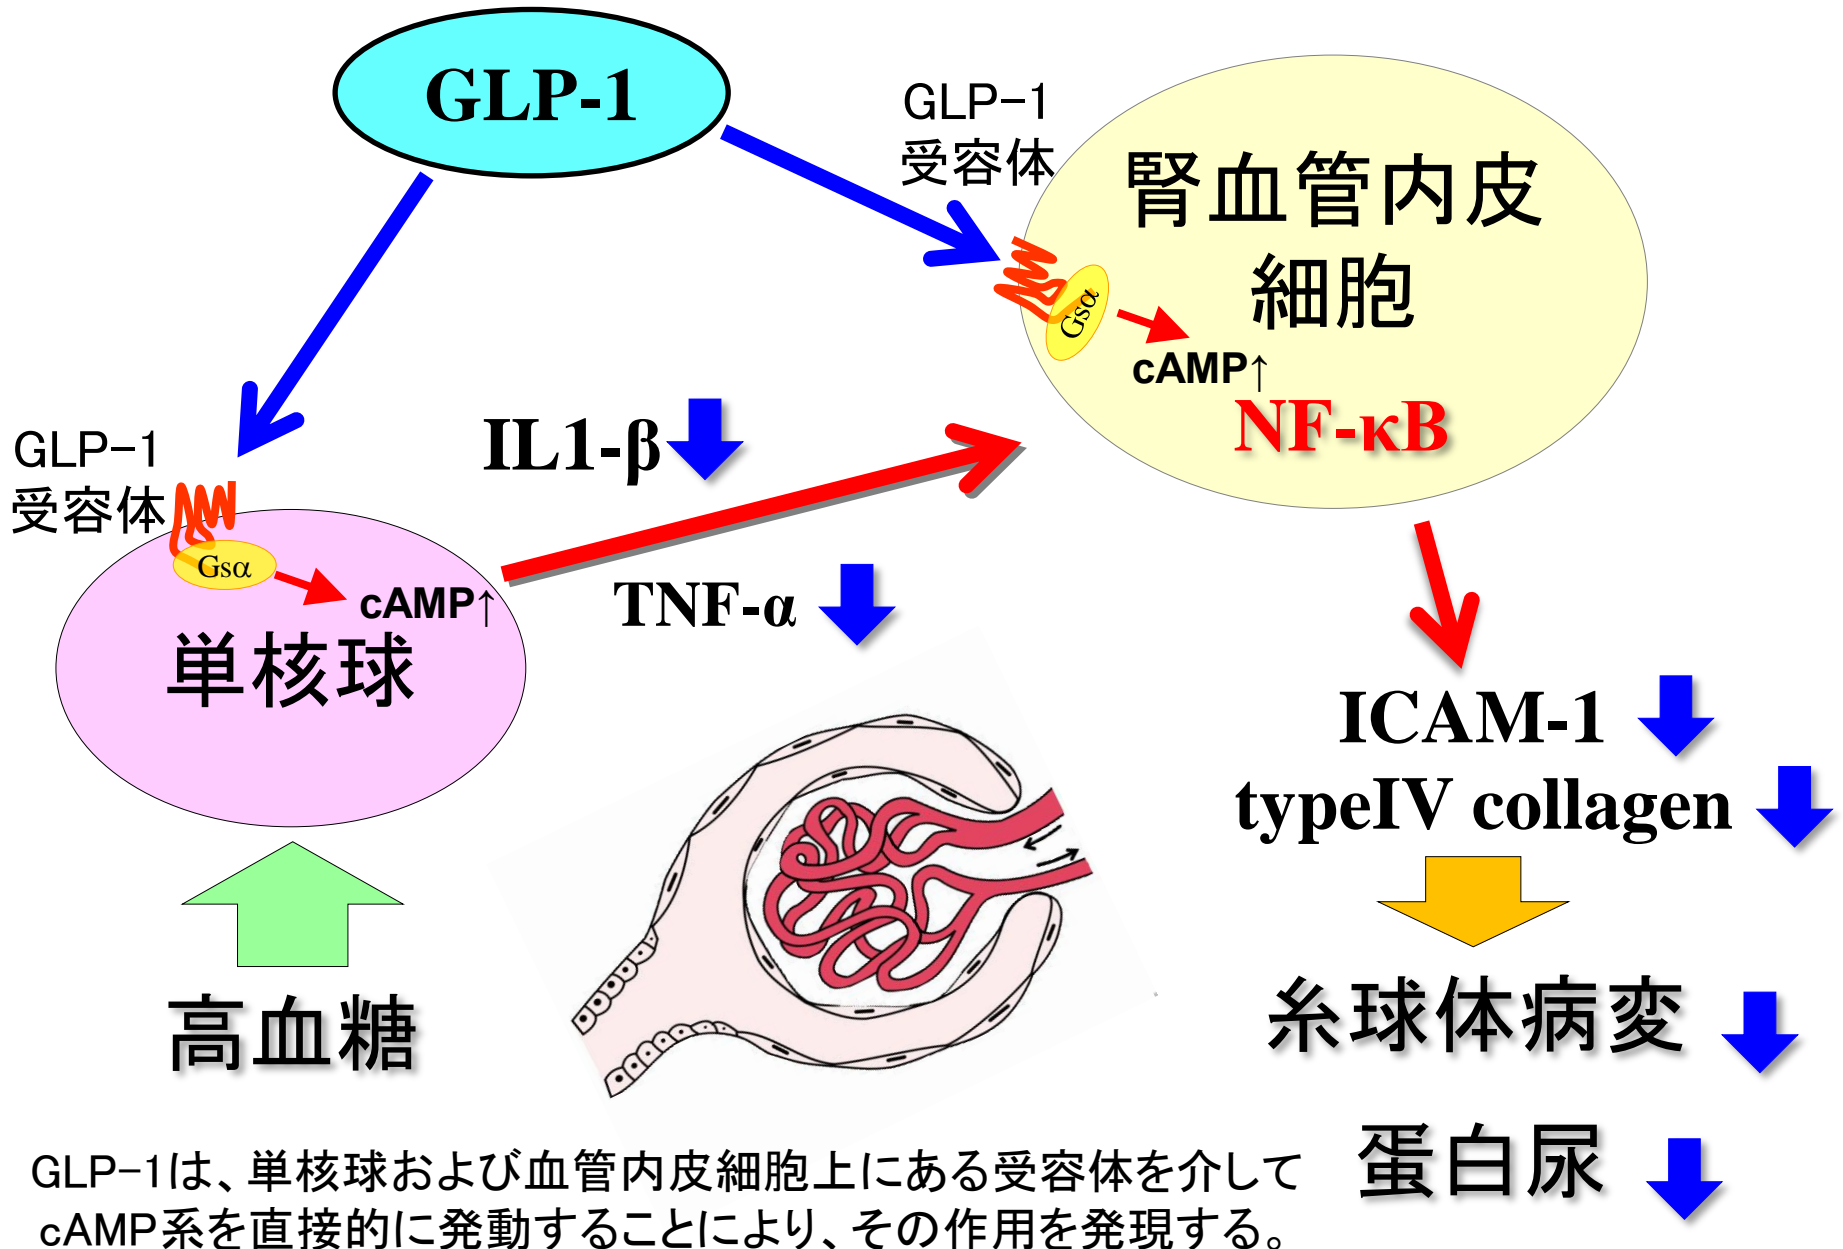 GLP-1
GLP-1
受容体
腎血管内皮
細胞
Gsα
cAMP↑
NF-κB
IL1-β
TNF-α
GLP-1
受容体
Gsα
cAMP↑
単核球
高血糖
ICAM-1
typeIV collagen
糸球体病変
蛋白尿
GLP-1は、単核球および血管内皮細胞上にある受容体を介して
cAMP系を直接的に発動することにより、その作用を発現する。